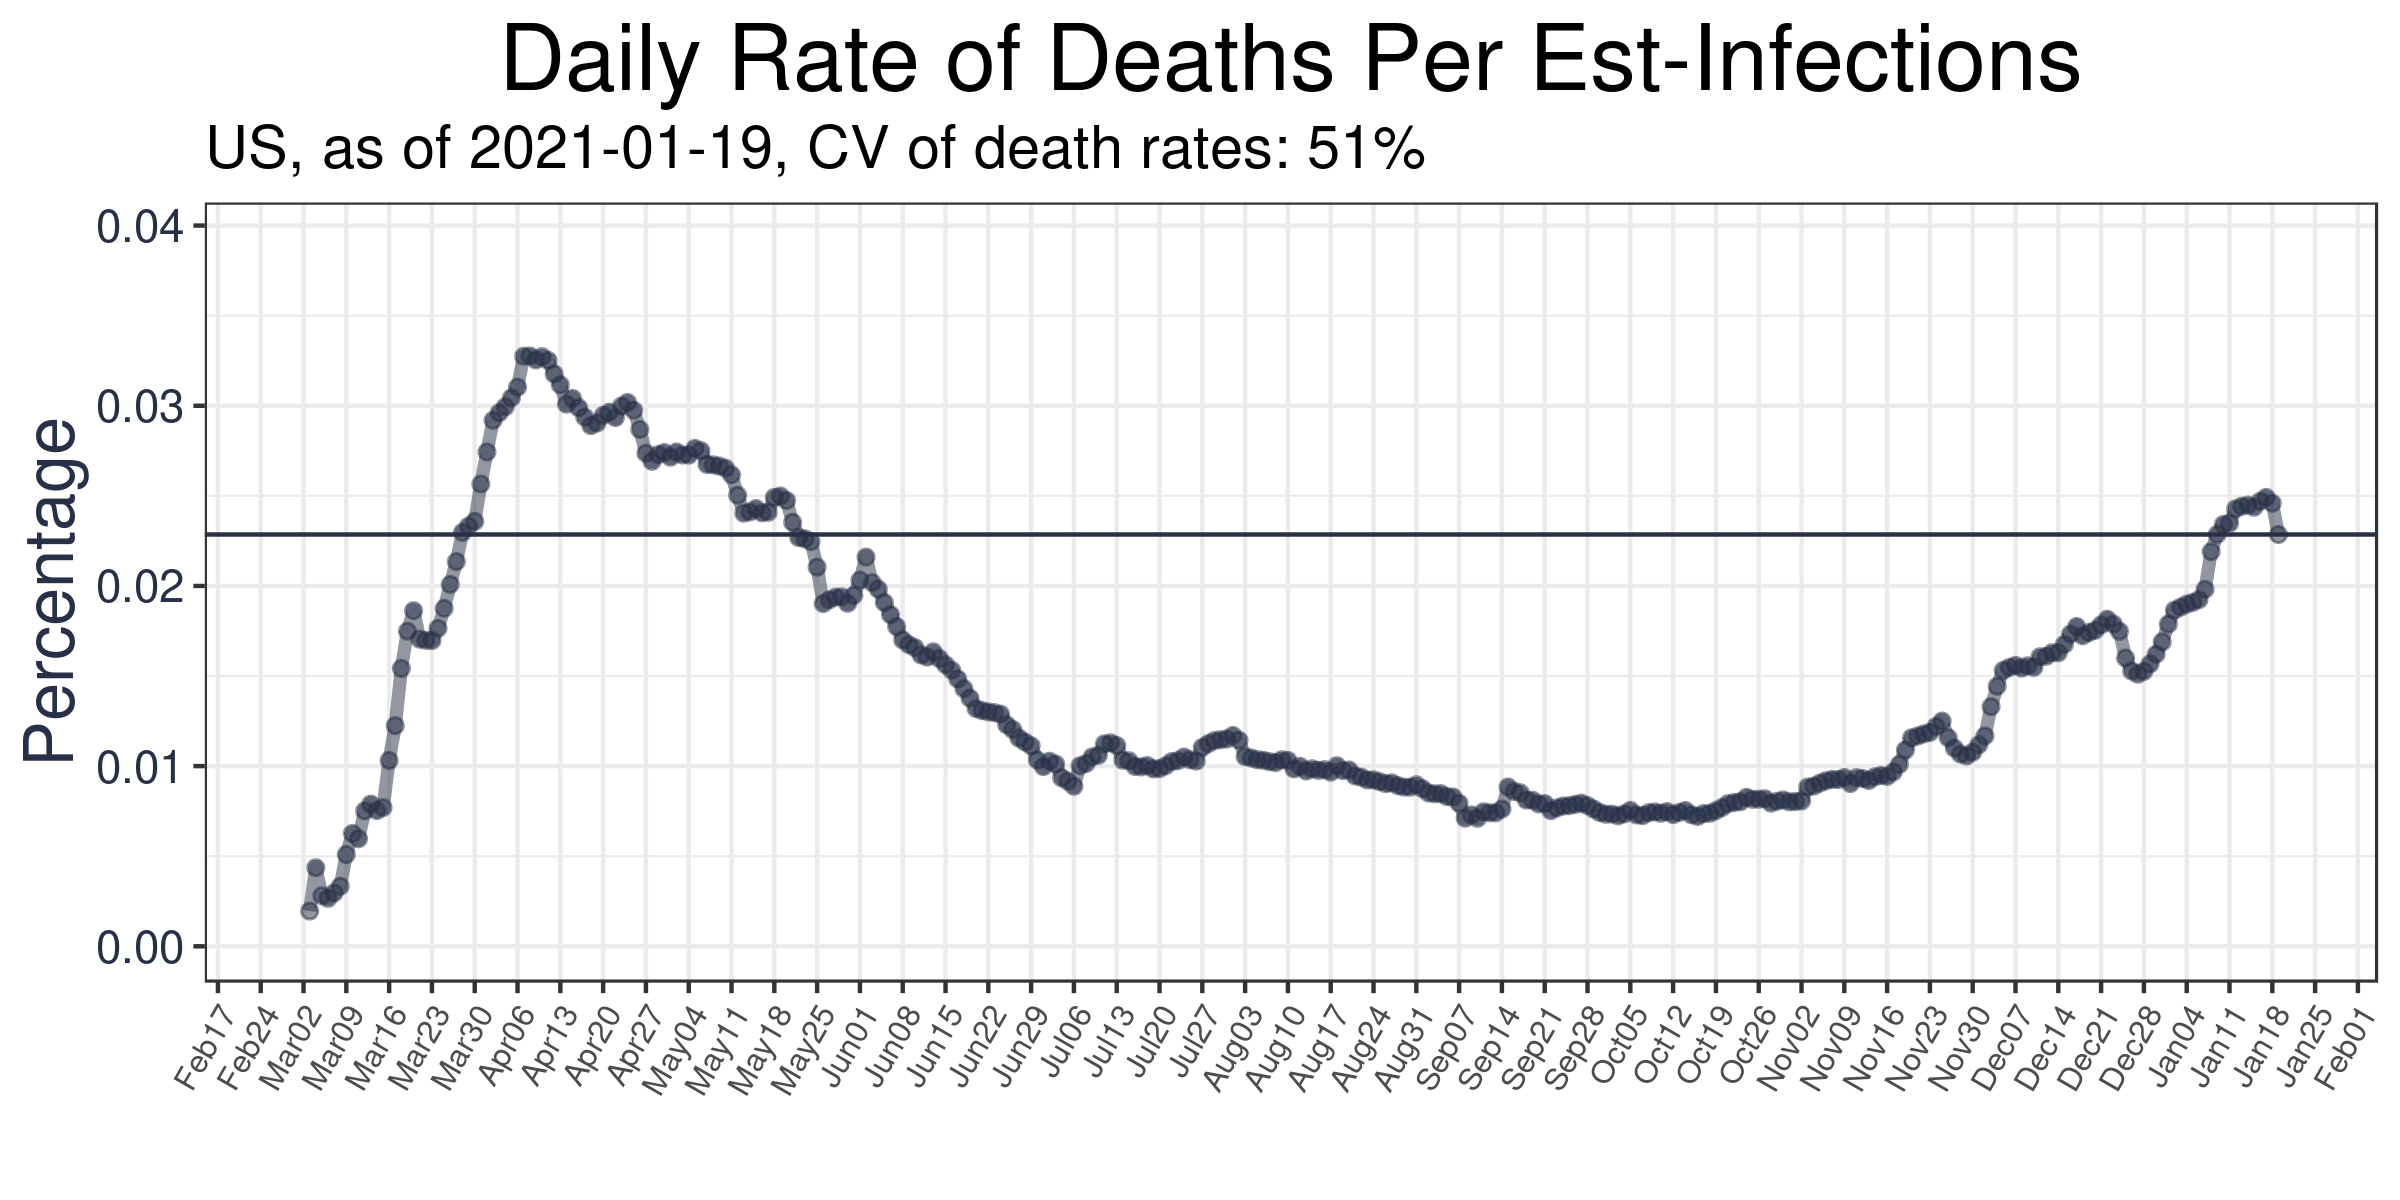 Daily Rate of Deaths Per Est-Infections
US, as of 2021-01-19, CV of death rates: 51%
Percentage
0.04
0.03
0.02
0.01
0.00
Feb17
Feb24
Mar02
Mar09
Mar16
Mar23
Mar30
Apr06
Apr13
Apr20
Apr27
May04
May11
May18
May25
Jun01
Jun08
Jun15
Jun22
Jun29
Jul06
Jul13
Jul20
Jul27
Aug03
Aug10
Aug17
Aug24
Aug31
Sep07
Sep14
Sep21
Sep28
Oct05
Oct12
Oct19
Oct26
Nov02
Nov09
Nov16
Nov23
Nov30
Dec07
Dec14
Dec21
Dec28
Jan04
Jan11
Jan18
Jan25
Feb01